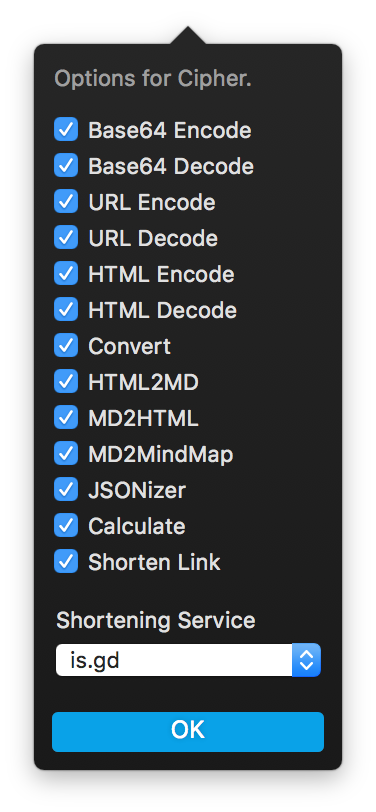 Options for Cipher.
Base64 Encode
Base64 Decode
URL Encode
URL Decode
HTML Encode
HTML Decode
Convert
HTML2MD
MD2HTML
MD2MindMap
JSONizer
Calculate
Shorten Link
Shortening Service
is.gd
OK